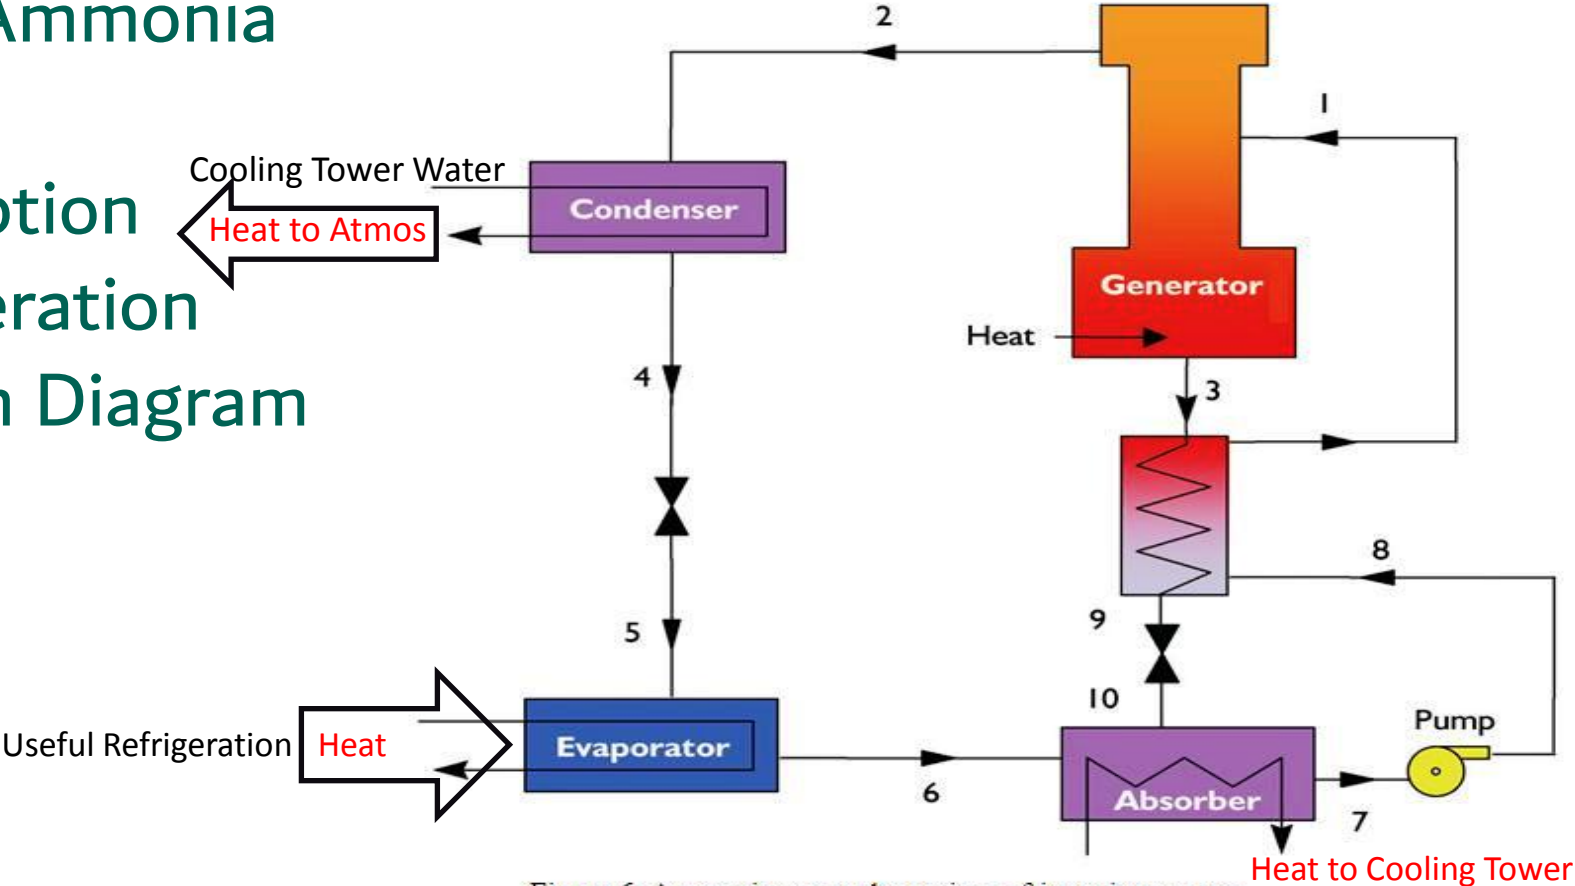 Ammonia
2
1
Cooling Tower Water
Condenser
Heat to Atmos
ption
eration
Generator
Heat
4
3
n Diagram
8
9
5
10
Pump
Useful Refrigeration
Heat
Evaporator
6
Absorber
7
Heat to Cooling Tower